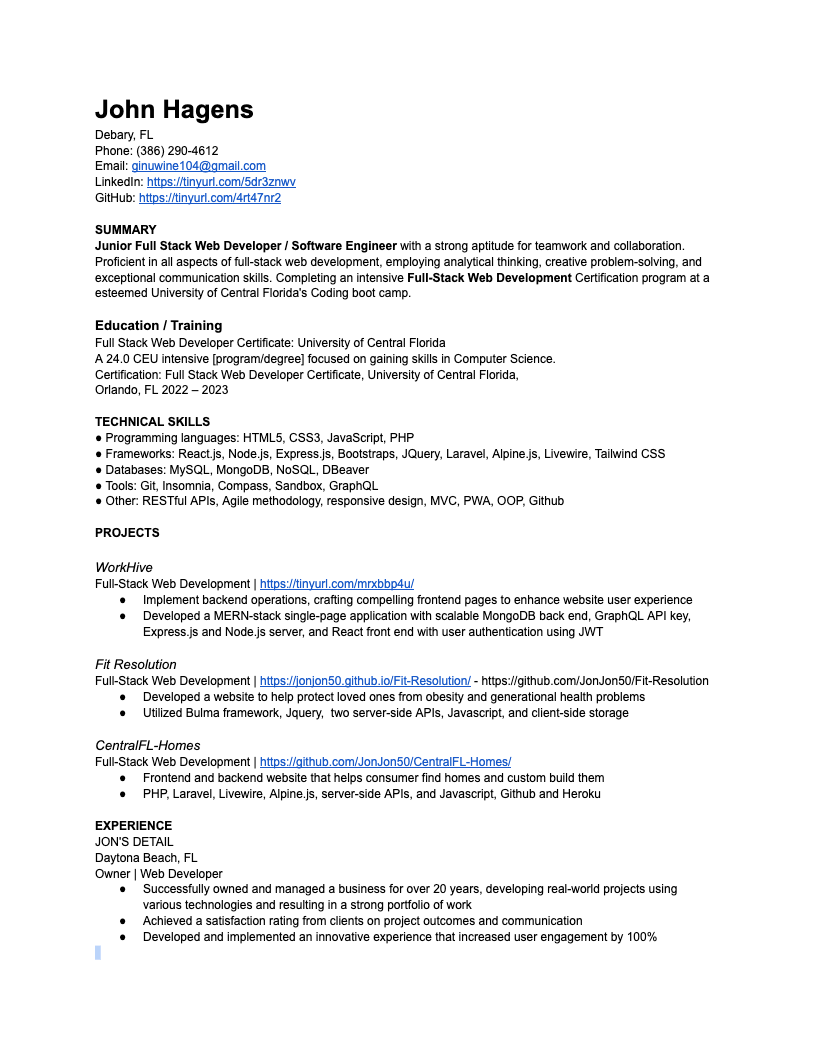 John Hagens
Debary, FL
Phone: (386) 290-4612
Email: ginuwine104@gmail.com
LinkedIn: https://tinyurl.com/5dr3znwv
GitHub: https://tinyurl.com/4rt47nr2
SUMMARY
Junior Full Stack Web Developer / Software Engineer with a strong aptitude for teamwork and collaboration.
Proficient in all aspects of full-stack web development, employing analytical thinking, creative problem-solving, and
exceptional communication skills. Completing an intensive Full-Stack Web Development Certification program at a
esteemed University of Central Florida's Coding boot camp.
Education / Training
Full Stack Web Developer Certificate: University of Central Florida
A 24.0 CEU intensive [program/degree] focused on gaining skills in Computer Science.
Certification: Full Stack Web Developer Certificate, University of Central Florida,
Orlando, FL 2022 – 2023
TECHNICAL SKILLS
● Programming languages: HTML5, CSS3, JavaScript, PHP
● Frameworks: React.js, Node.js, Express.js, Bootstraps, JQuery, Laravel, Alpine.js, Livewire, Tailwind CSS
● Databases: MySQL, MongoDB, NoSQL, DBeaver
● Tools: Git, Insomnia, Compass, Sandbox, GraphQL
● Other: RESTful APIs, Agile methodology, responsive design, MVC, PWA, OOP, Github
PROJECTS
WorkHive
Full-Stack Web Development | https://tinyurl.com/mrxbbp4u/
● Implement backend operations, crafting compelling frontend pages to enhance website user experience
● Developed a MERN-stack single-page application with scalable MongoDB back end, GraphQL API key,
Express.js and Node.js server, and React front end with user authentication using JWT
Fit Resolution
Full-Stack Web Development | https://jonjon50.github.io/Fit-Resolution/ - https://github.com/JonJon50/Fit-Resolution
● Developed a website to help protect loved ones from obesity and generational health problems
● Utilized Bulma framework, Jquery,  two server-side APIs, Javascript, and client-side storage
CentralFL-Homes
Full-Stack Web Development | https://github.com/JonJon50/CentralFL-Homes/
● Frontend and backend website that helps consumer find homes and custom build them
● PHP, Laravel, Livewire, Alpine.js, server-side APIs, and Javascript, Github and Heroku
EXPERIENCE
JON'S DETAIL
Daytona Beach, FL
Owner | Web Developer
● Successfully owned and managed a business for over 20 years, developing real-world projects using
various technologies and resulting in a strong portfolio of work
● Achieved a satisfaction rating from clients on project outcomes and communication
● Developed and implemented an innovative experience that increased user engagement by 100%